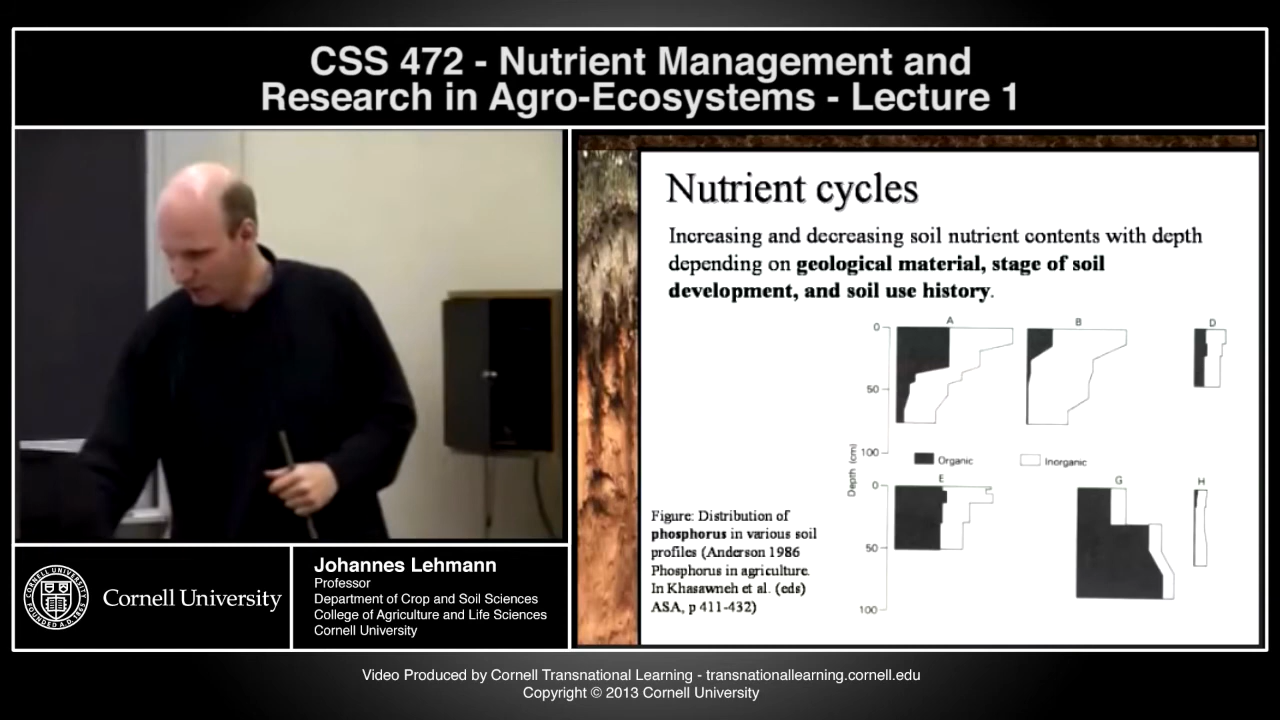 CSS 472 - Nutrient Management and
Research in Agro-Ecosystems - Lecture 1
Nutrient cycles
Increasing and decreasing soil nutrient contents with depth
depending on geological material, stage of soil
development, and soil use history.
A
B
D
0
50
100
Depth (cm)
Organic
Inorganic
E
G
H
0
50
100
Figure: Distribution of
phosphorus in various soil
profiles (Anderson 1986
Phosphorus in agriculture.
In Khasawneh et al. (eds)
ASA, p 411-432)
Cornell University
Johannes Lehmann
Professor
Department of Crop and Soil Sciences
College of Agriculture and Life Sciences
Cornell University
Video Produced by Cornell Transnational Learning - transnationallearning.cornell.edu
Copyright © 2013 Cornell University